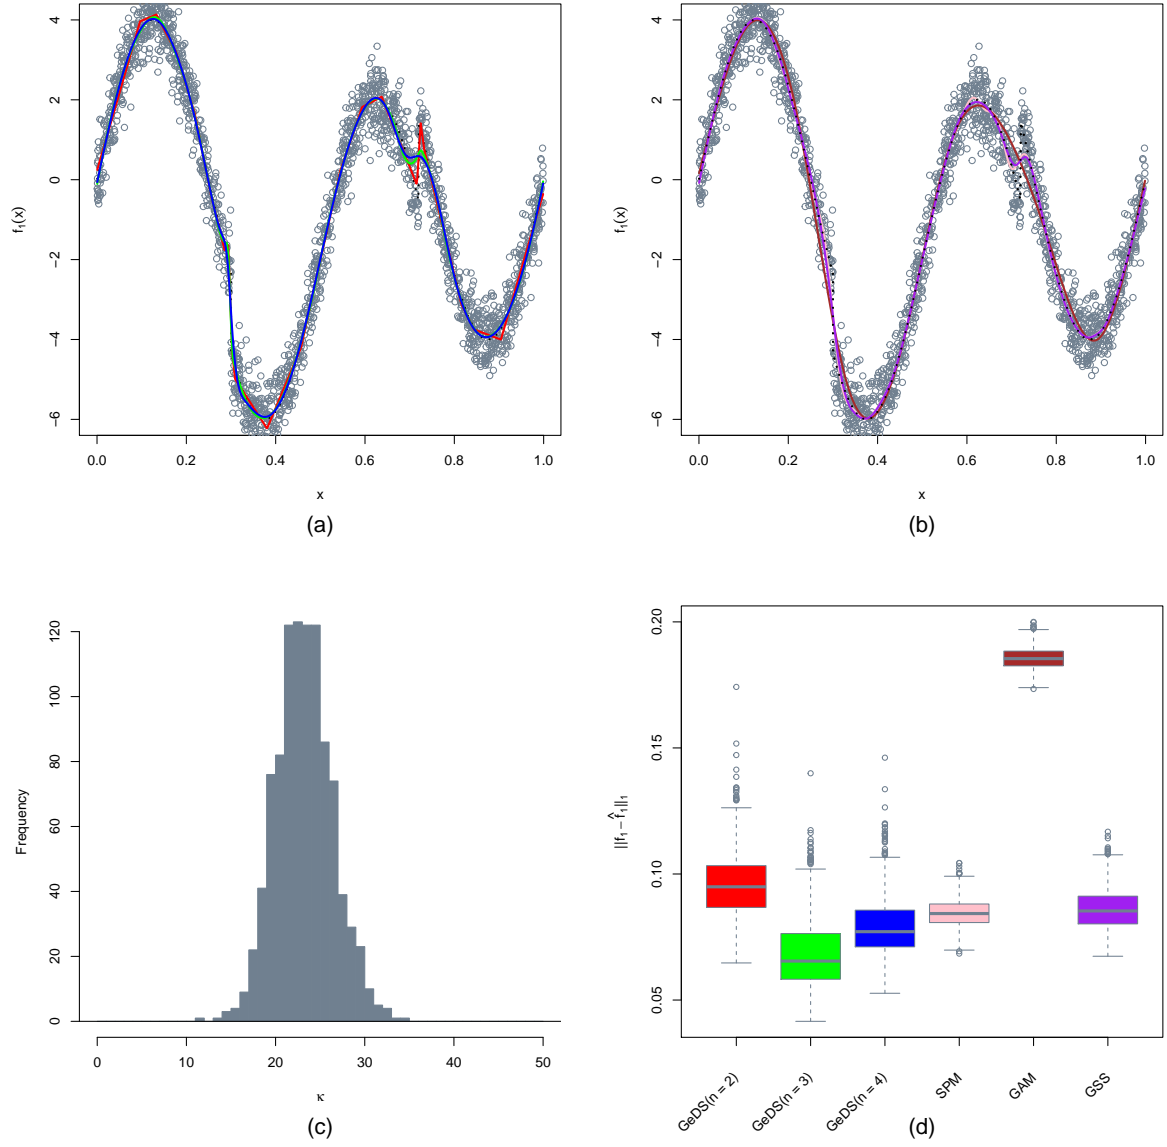 4
2
0
-2
-4
-6
f₁(x)
0.0 0.2 0.4 0.6 0.8 1.0
x
(a)
4
2
0
-2
-4
-6
f₁(x)
0.0 0.2 0.4 0.6 0.8 1.0
x
(b)
120
100
80
60
40
20
0
Frequency
0 10 20 30 40 50
κ
(c)
0.20
0.15
0.10
0.05
||f₁ − f̂₁||₁
GeDS(n = 2) GeDS(n = 3) GeDS(n = 4) SPM GAM GSS
(d)